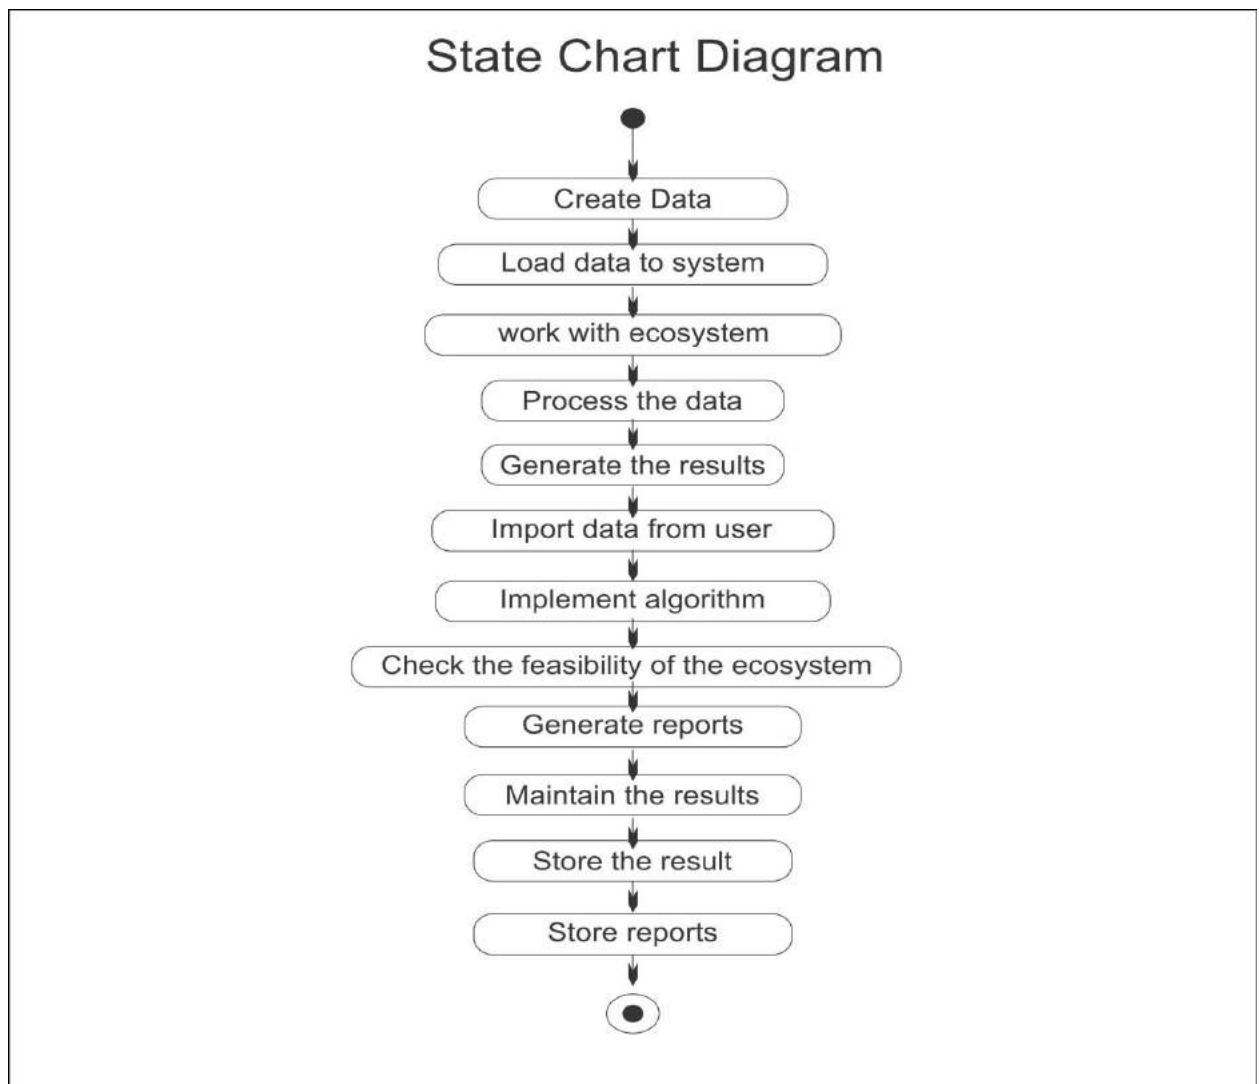 State Chart Diagram
Create Data
Load data to system
work with ecosystem
Process the data
Generate the results
Import data from user
Implement algorithm
Check the feasibility of the ecosystem
Generate reports
Maintain the results
Store the result
Store reports